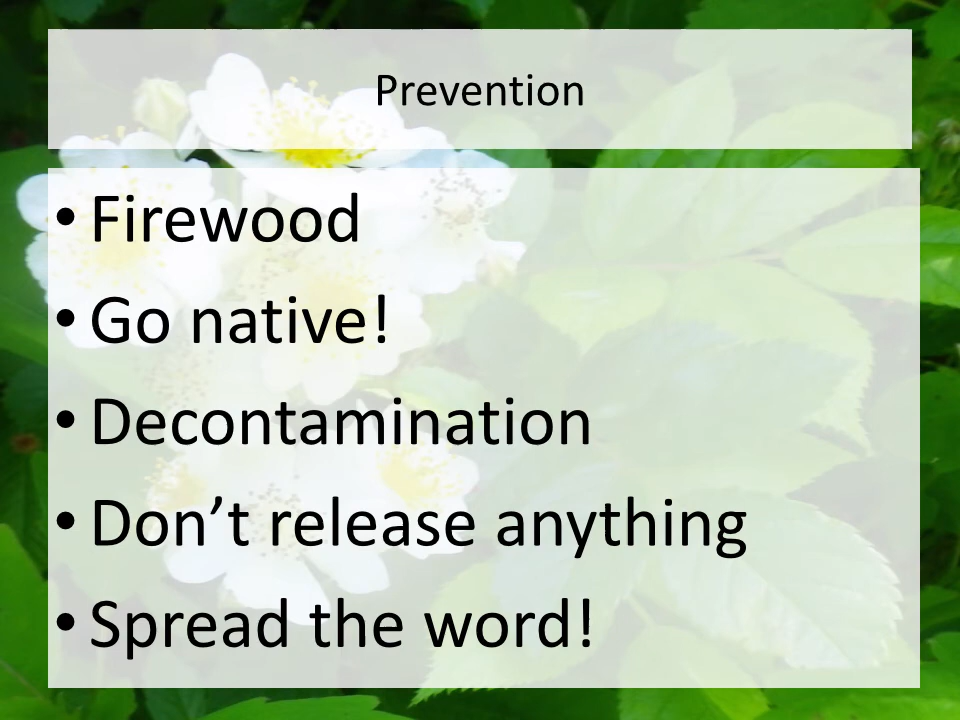 Prevention
• Firewood
• Go native!
• Decontamination
• Don’t release anything
• Spread the word!